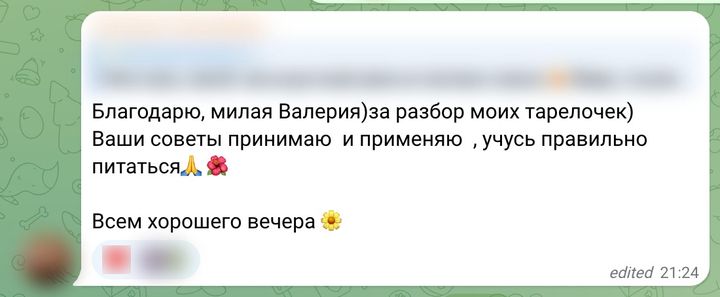 Благодарю, милая Валерия)за разбор моих тарелочек)
Ваши советы принимаю и применяю , учусь правильно
питаться🙏🌺
Всем хорошего вечера 🌼
edited 21:24